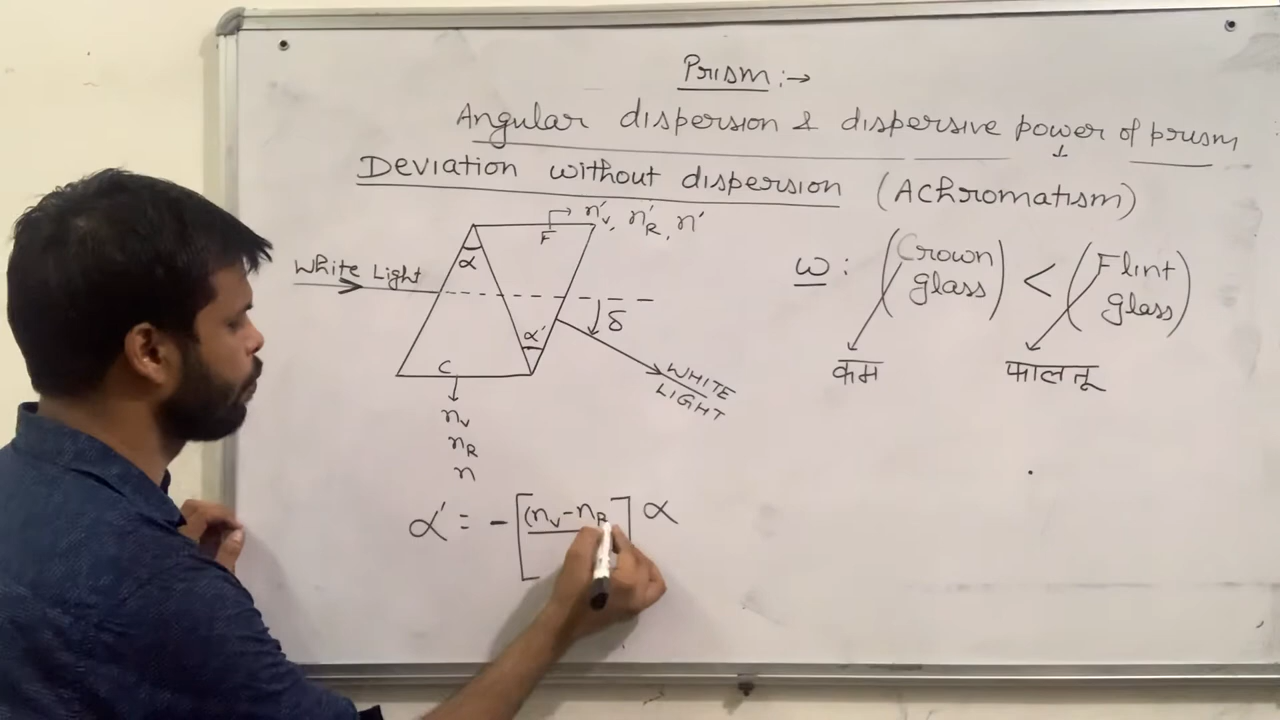 Prism :→
Angular dispersion & dispersive power of prism
Deviation without dispersion (Achromatism)
n'v, n'R, n'
F
α
White Light
δ
α'
C
WHITE
LIGHT
nv
nR
n
ω : (Crown glass) < (Flint glass)
कम
फालतू
α' = - [(nv-nR ] α